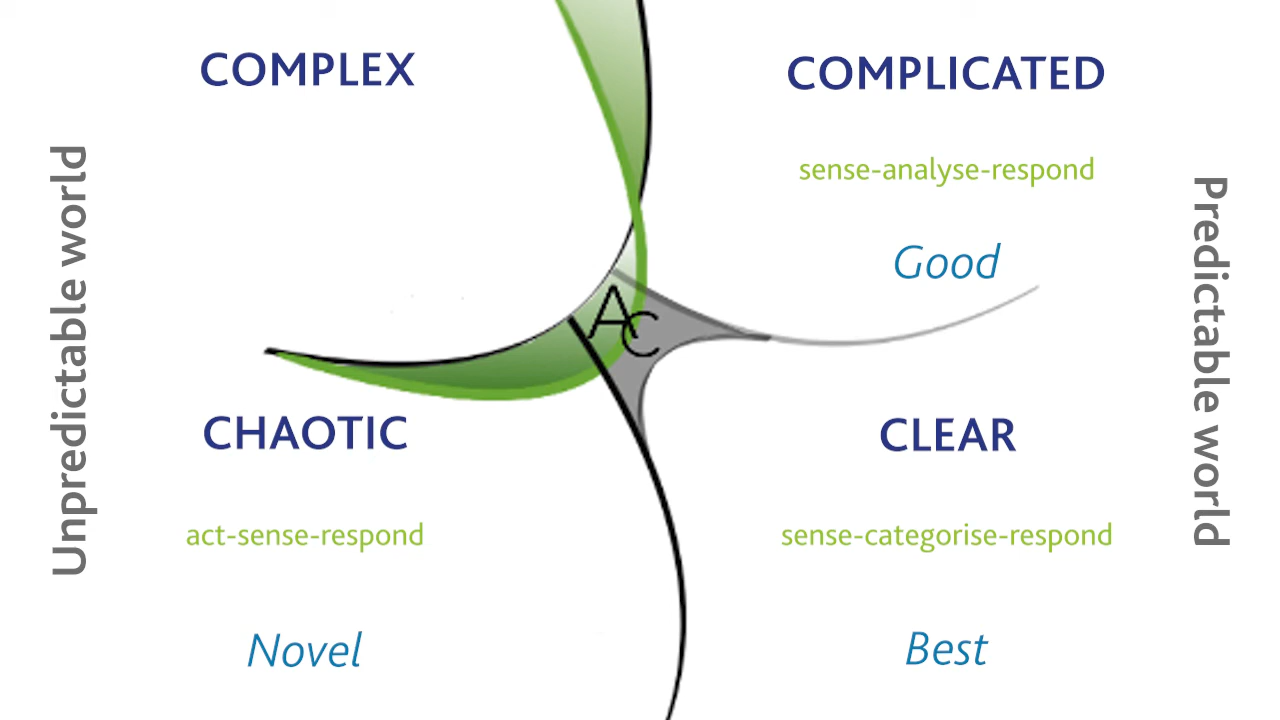 COMPLEX
COMPLICATED
sense-analyse-respond
Good
Unpredictable world
Predictable world
AC
CHAOTIC
act-sense-respond
Novel
CLEAR
sense-categorise-respond
Best